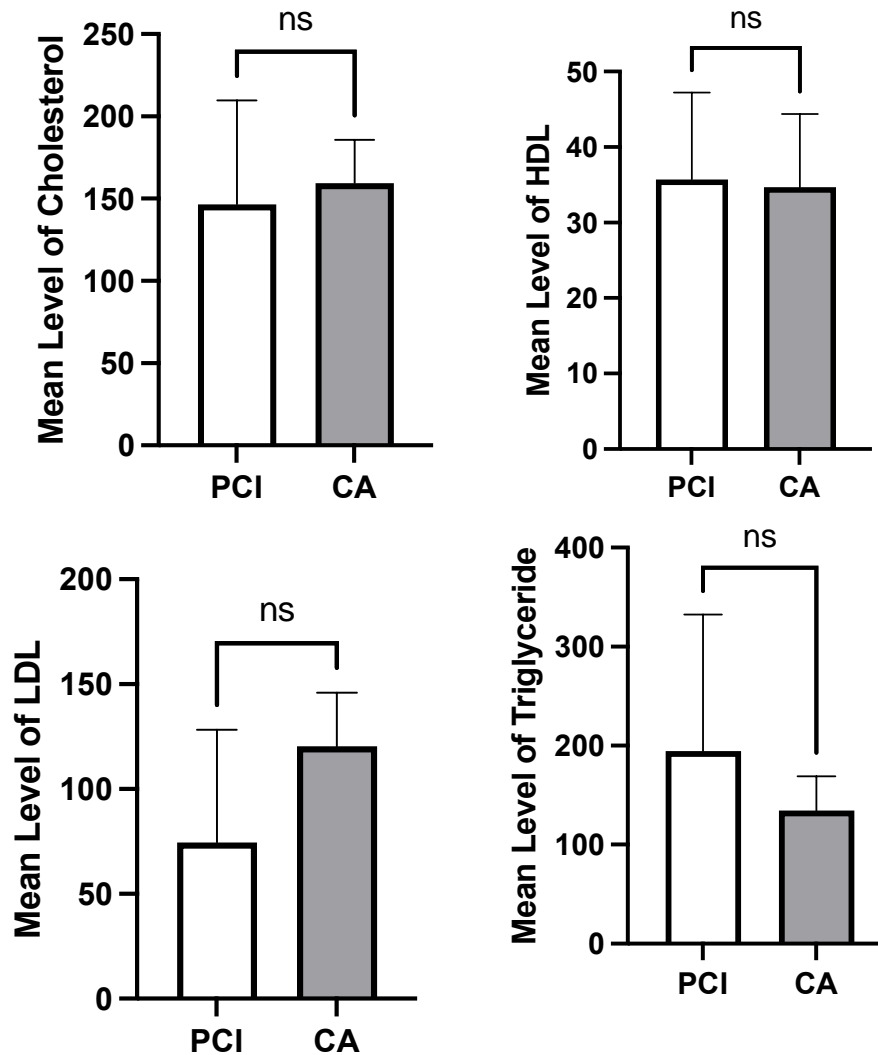 ns
Mean Level of Cholesterol
250
200
150
100
50
0
PCI CA
ns
Mean Level of HDL
50
40
30
20
10
0
PCI CA
ns
Mean Level of LDL
200
150
100
50
0
PCI CA
ns
Mean Level of Triglyceride
400
300
200
100
0
PCI CA